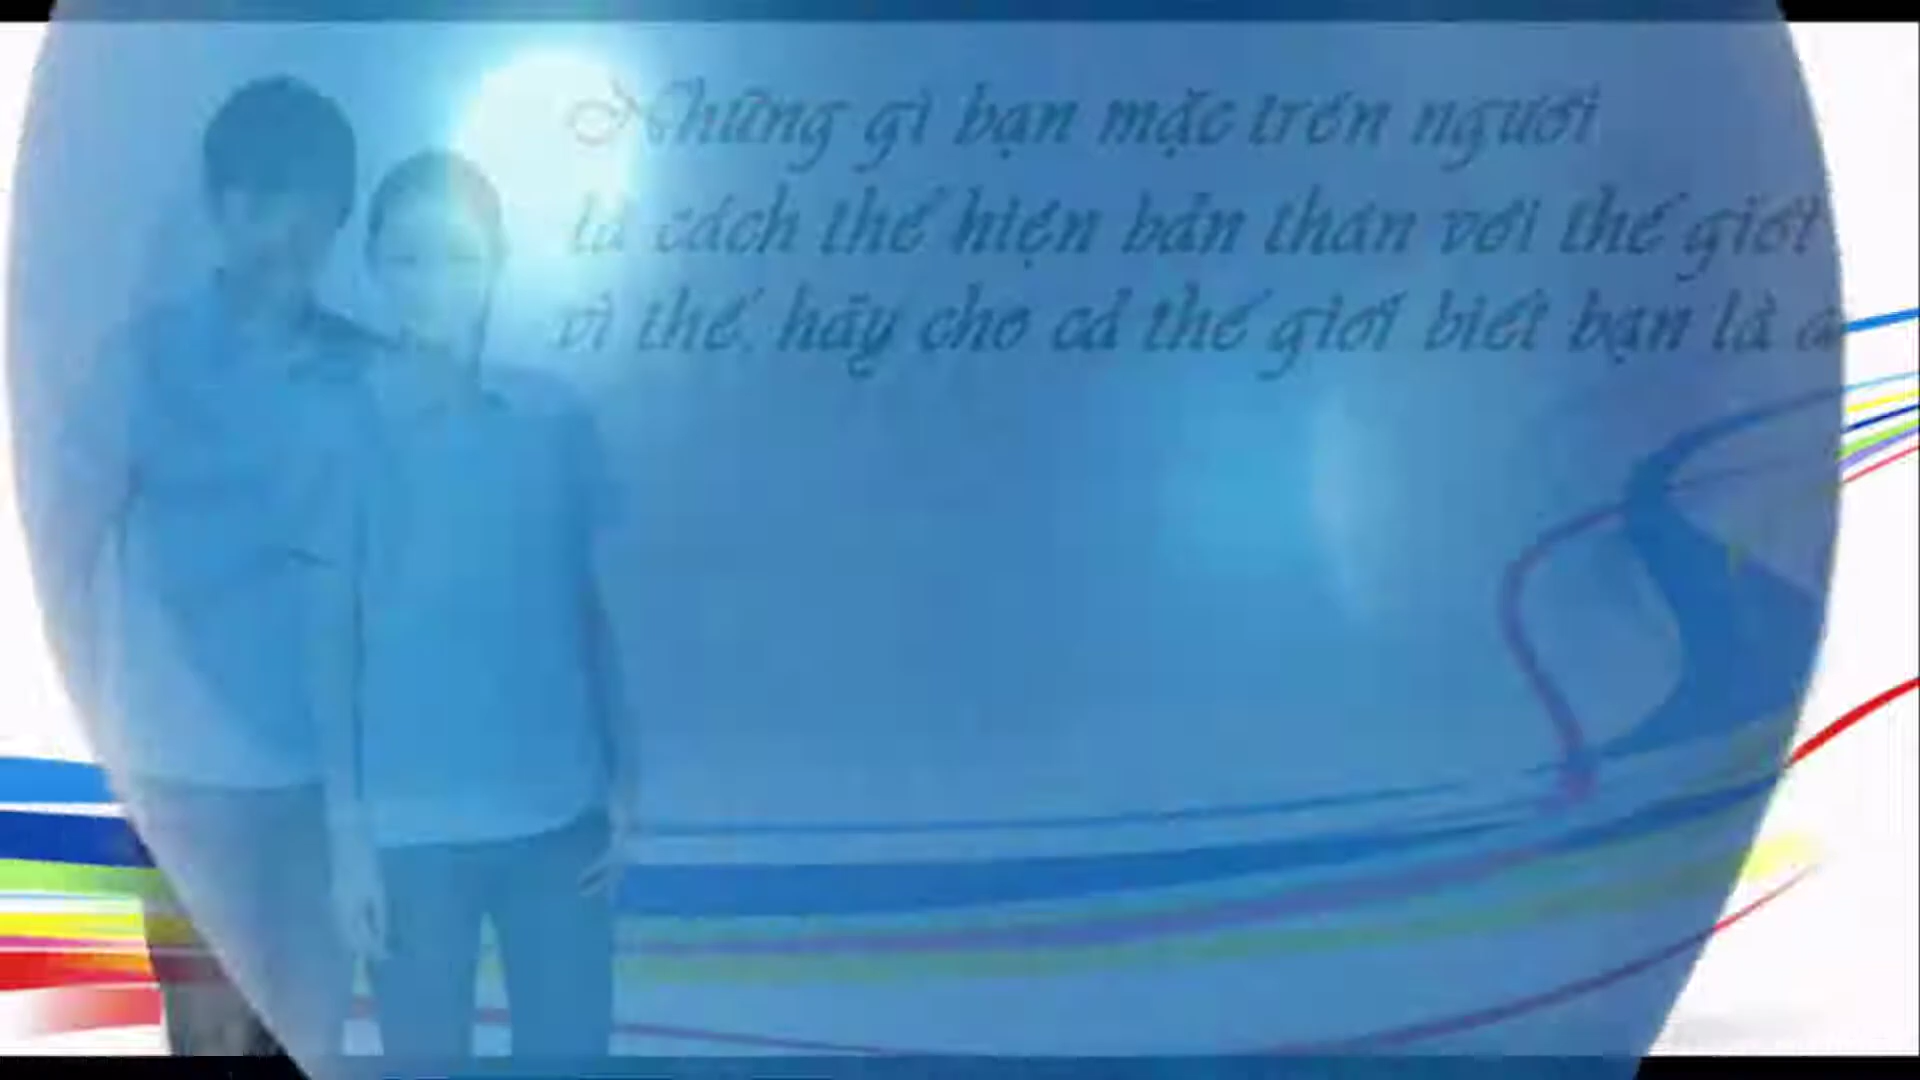 Những gì bạn mặc trên người
là cách thể hiện bản thân với thế giới
vì thế, hãy cho cả thế giới biết bạn là